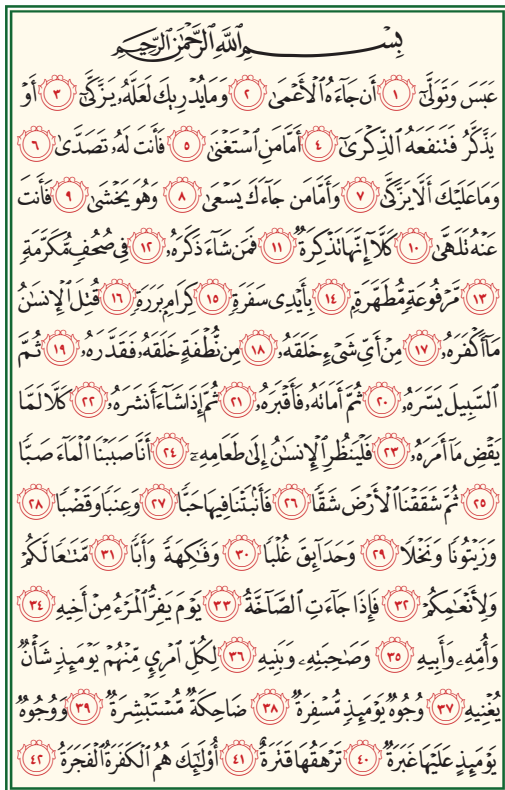 بِسْمِ ٱللَّهِ ٱلرَّحْمَٰنِ ٱلرَّحِيمِ
عَبَسَ وَتَوَلَّىٰٓ ١ أَن جَآءَهُ ٱلْأَعْمَىٰ ٢ وَمَا يُدْرِيكَ لَعَلَّهُۥ يَزَّكَّىٰٓ ٣ أَوْ
يَذَّكَّرُ فَتَنفَعَهُ ٱلذِّكْرَىٰٓ ٤ أَمَّا مَنِ ٱسْتَغْنَىٰ ٥ فَأَنتَ لَهُۥ تَصَدَّىٰ ٦
وَمَا عَلَيْكَ أَلَّا يَزَّكَّىٰ ٧ وَأَمَّا مَن جَآءَكَ يَسْعَىٰ ٨ وَهُوَ يَخْشَىٰ ٩ فَأَنتَ
عَنْهُ تَلَهَّىٰ ١٠ كَلَّآ إِنَّهَا تَذْكِرَةٌ ١١ فَمَن شَآءَ ذَكَرَهُۥ ١٢ فِى صُحُفٍ مُّكَرَّمَةٍ
١٣ مَّرْفُوعَةٍ مُّطَهَّرَةٍۭ ١٤ بِأَيْدِى سَفَرَةٍ ١٥ كِرَامٍۭ بَرَرَةٍ ١٦ قُتِلَ ٱلْإِنسَٰنُ
مَآ أَكْفَرَهُۥ ١٧ مِنْ أَىِّ شَىْءٍ خَلَقَهُۥ ١٨ مِن نُّطْفَةٍ خَلَقَهُۥ فَقَدَّرَهُۥ ١٩ ثُمَّ
ٱلسَّبِيلَ يَسَّرَهُۥ ٢٠ ثُمَّ أَمَاتَهُۥ فَأَقْبَرَهُۥ ٢١ ثُمَّ إِذَا شَآءَ أَنشَرَهُۥ ٢٢ كَلَّا لَمَّا
يَقْضِ مَآ أَمَرَهُۥ ٢٣ فَلْيَنظُرِ ٱلْإِنسَٰنُ إِلَىٰ طَعَامِهِۦٓ ٢٤ أَنَّا صَبَبْنَا ٱلْمَآءَ صَبًّا
٢٥ ثُمَّ شَقَقْنَا ٱلْأَرْضَ شَقًّا ٢٦ فَأَنۢبَتْنَا فِيهَا حَبًّا ٢٧ وَعِنَبًا وَقَضْبًا ٢٨
وَزَيْتُونًا وَنَخْلًا ٢٩ وَحَدَآئِقَ غُلْبًا ٣٠ وَفَٰكِهَةً وَأَبًّا ٣١ مَّتَٰعًا لَّكُمْ
وَلِأَنْعَٰمِكُمْ ٣٢ فَإِذَا جَآءَتِ ٱلصَّآخَّةُ ٣٣ يَوْمَ يَفِرُّ ٱلْمَرْءُ مِنْ أَخِيهِ ٣٤
وَأُمِّهِۦ وَأَبِيهِ ٣٥ وَصَٰحِبَتِهِۦ وَبَنِيهِ ٣٦ لِكُلِّ ٱمْرِئٍ مِّنْهُمْ يَوْمَئِذٍ شَأْنٌ
يُغْنِيهِ ٣٧ وُجُوهٌ يَوْمَئِذٍ مُّسْفِرَةٌ ٣٨ ضَاحِكَةٌ مُّسْتَبْشِرَةٌ ٣٩ وَوُجُوهٌ
يَوْمَئِذٍ عَلَيْهَا غَبَرَةٌ ٤٠ تَرْهَقُهَا قَتَرَةٌ ٤١ أُو۟لَٰٓئِكَ هُمُ ٱلْكَفَرَةُ ٱلْفَجَرَةُ ٤٢